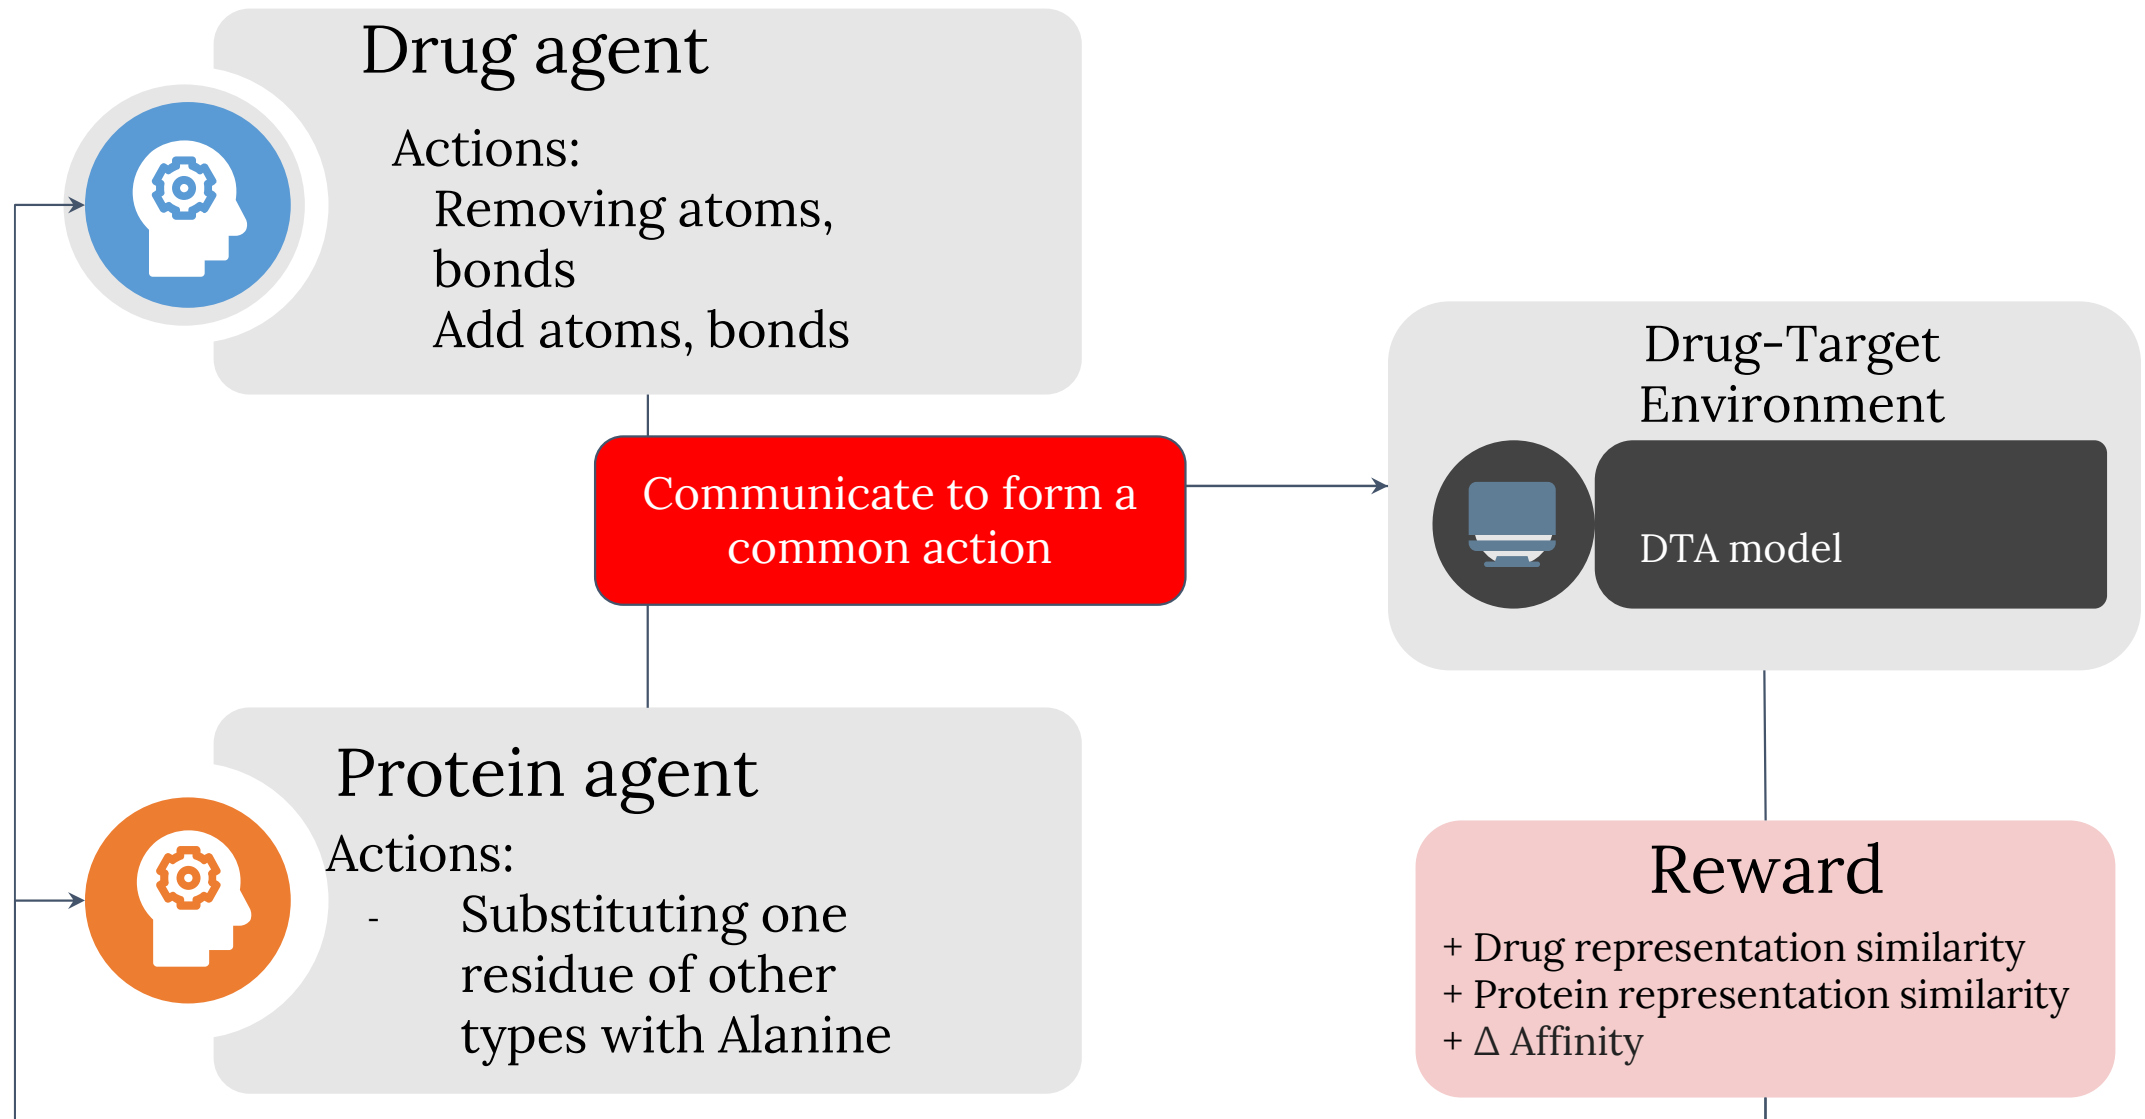 Drug agent
Actions:
Removing atoms,
bonds
Add atoms, bonds
Communicate to form a
common action
Protein agent
Actions:
- Substituting one
residue of other
types with Alanine
Drug-Target
Environment
DTA model
Reward
+ Drug representation similarity
+ Protein representation similarity
+ Δ Affinity